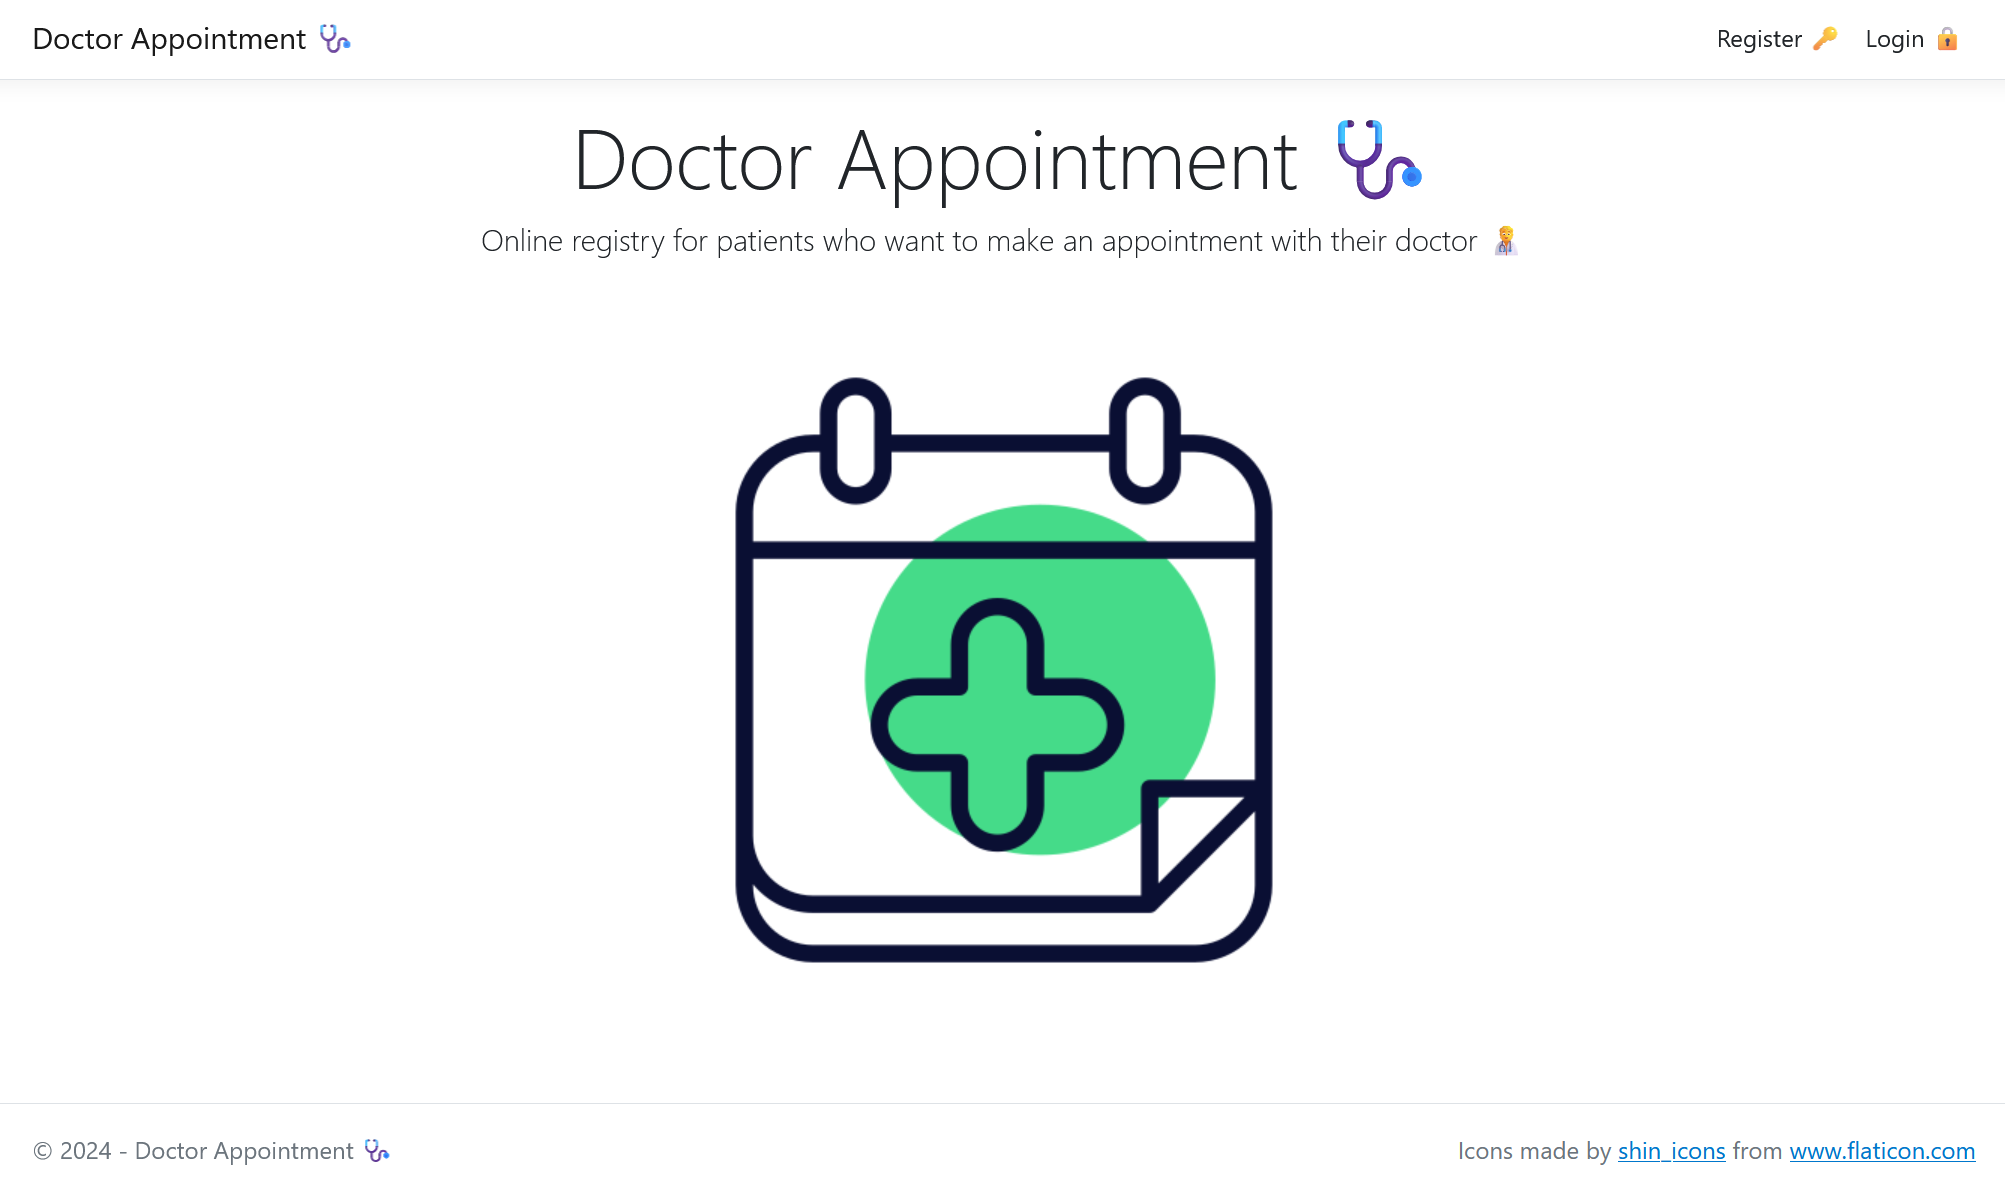 Doctor Appointment 🩺 Register 🔑 Login 🔒
Doctor Appointment 🩺
Online registry for patients who want to make an appointment with their doctor 👨‍⚕️
© 2024 - Doctor Appointment 🩺 Icons made by shin_icons from www.flaticon.com